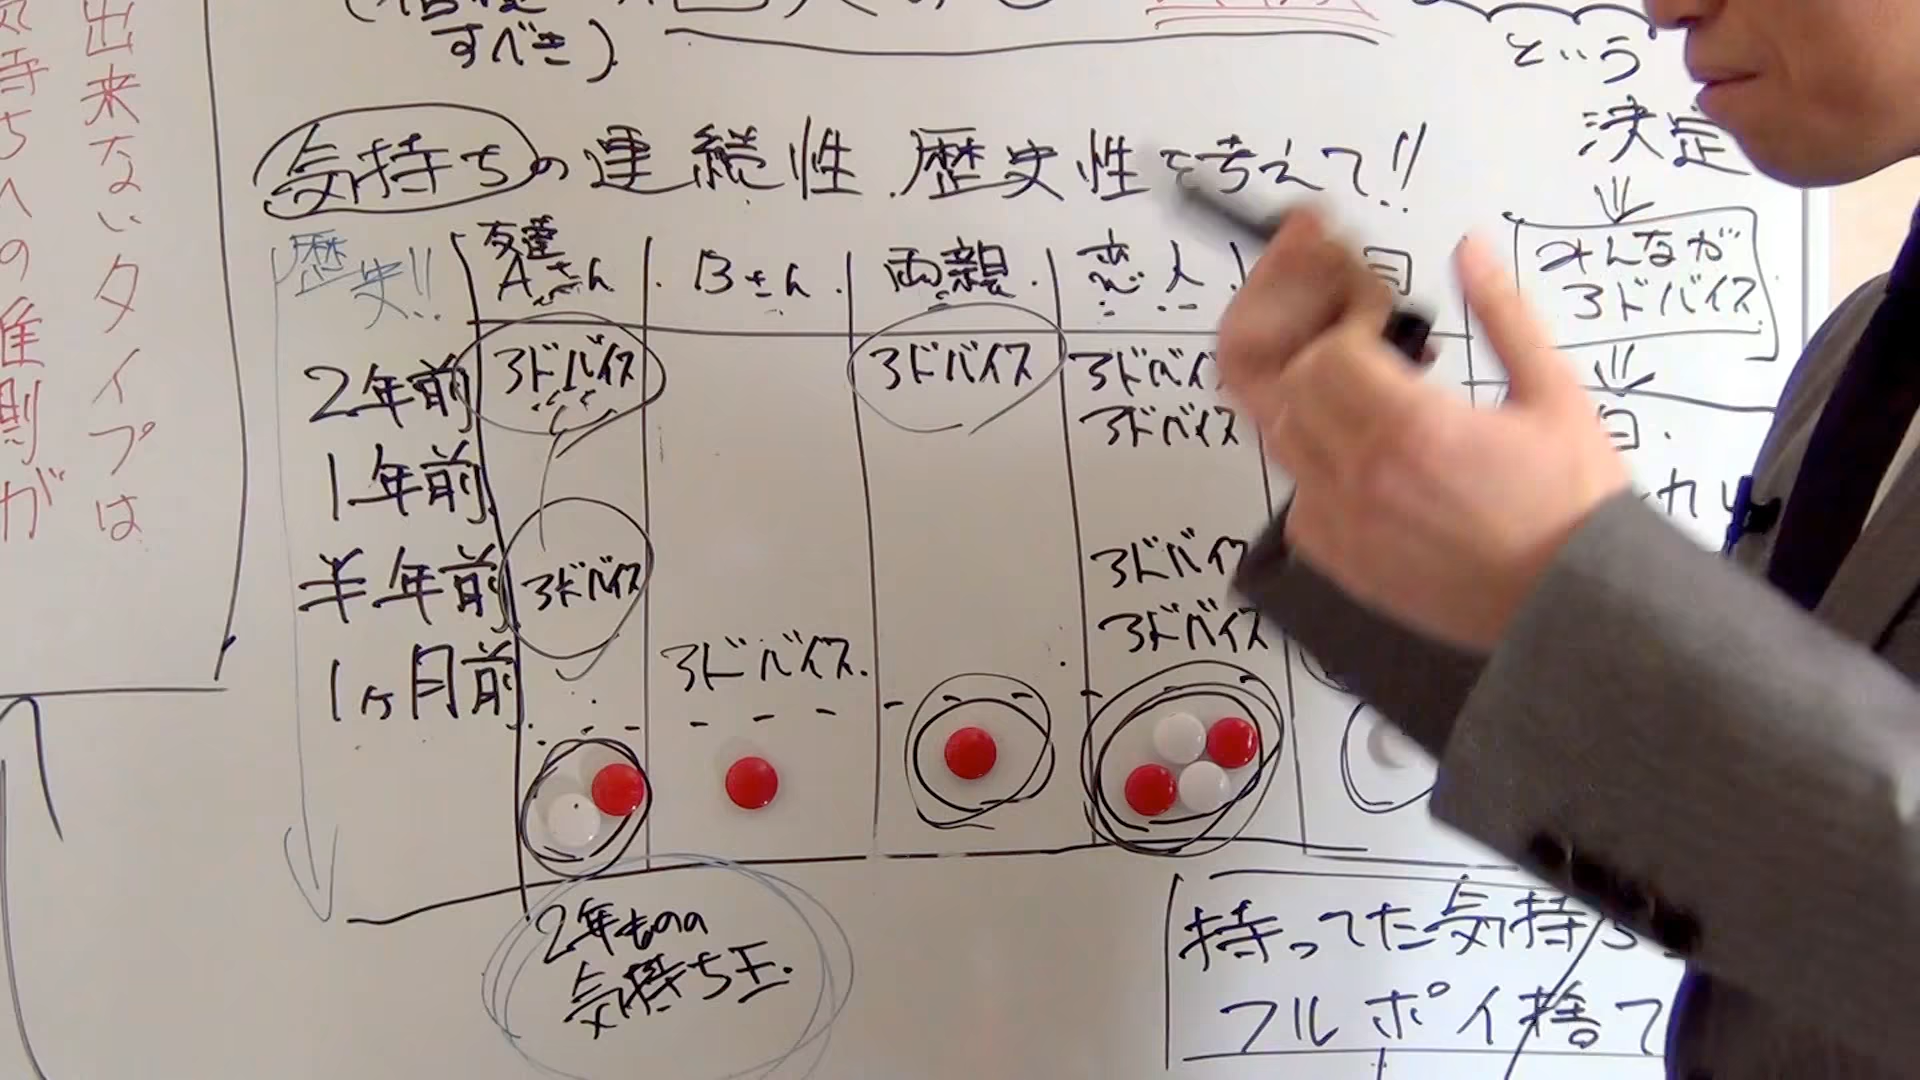 すべき)
出来ないタイプは
気持ちへの推測が
という
決定
気持ちの連続性.歴史性を考えて!!
みんなが
アドバイス
歴史!!
友達
Aさん
Bさん
両親
恋人
2年前
アドバイス
アドバイス
アドバイス
アドバイス
1年前
半年前
アドバイス
アドバイス
アドバイス
1ヶ月前
アドバイス.
2年ものの
気持ち玉.
持ってた気持ち
フルポイ捨て